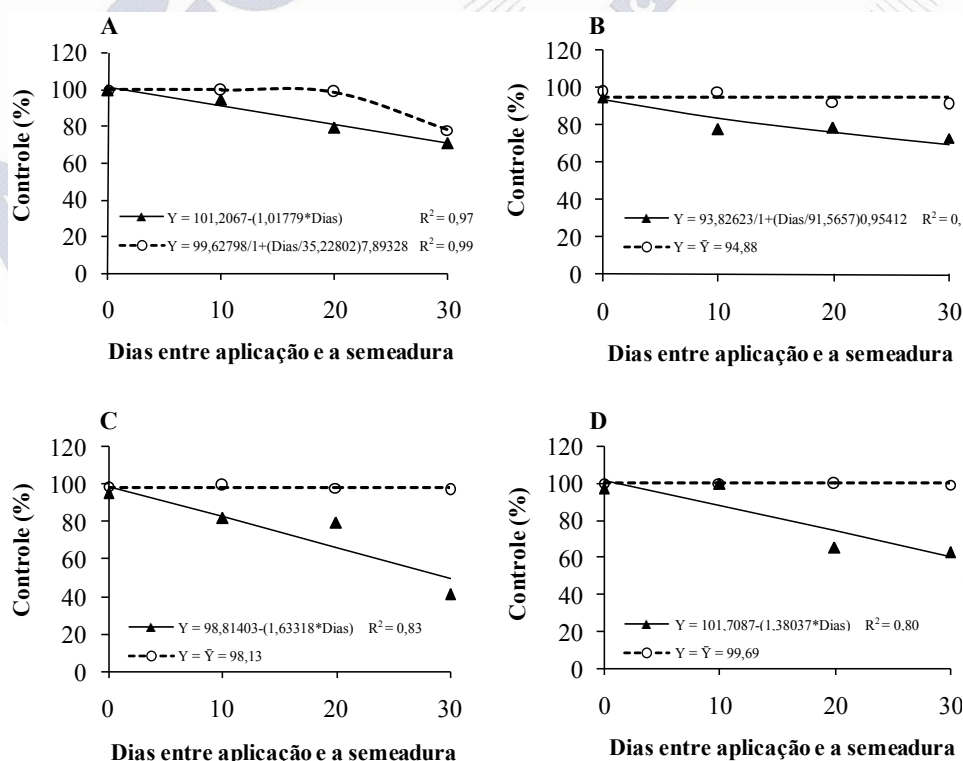 A
120
100
80
60
40
20
0
Controle (%)
Y = 101,2067-(1,01779*Dias) R² = 0,97
Y = 99,62798/1+(Dias/35,22802)7,89328 R² = 0,99
0 10 20 30
Dias entre aplicação e a semeadura
B
120
100
80
60
40
20
0
Controle (%)
Y = 93,82623/1+(Dias/91,5657)0,95412 R² = 0,
Y = Ȳ = 94,88
0 10 20 30
Dias entre aplicação e a semeadura
C
120
100
80
60
40
20
0
Controle (%)
Y = 98,81403-(1,63318*Dias) R² = 0,83
Y = Ȳ = 98,13
0 10 20 30
Dias entre aplicação e a semeadura
D
120
100
80
60
40
20
0
Controle (%)
Y = 101,7087-(1,38037*Dias) R² = 0,80
Y = Ȳ = 99,69
0 10 20 30
Dias entre aplicação e a semeadura